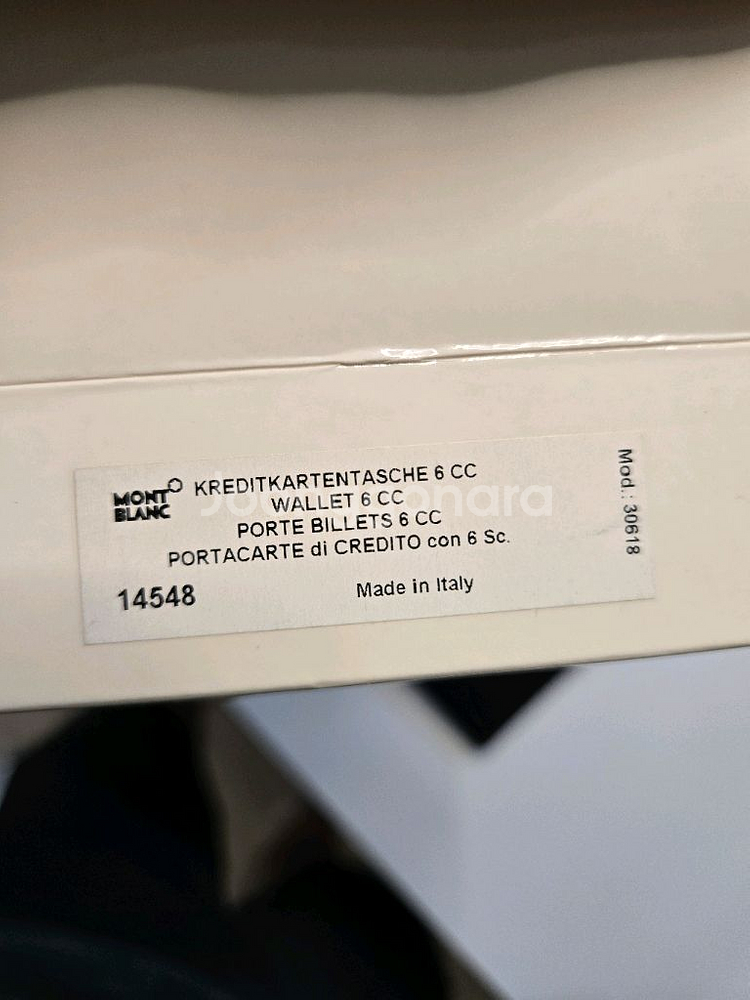 MONT
BLANC
KREDITKARTENTASCHE 6 CC
WALLET 6 CC
PORTE BILLETS 6 CC
PORTACARTE di CREDITO con 6 Sc.
14548
Made in Italy
Mod.: 30618